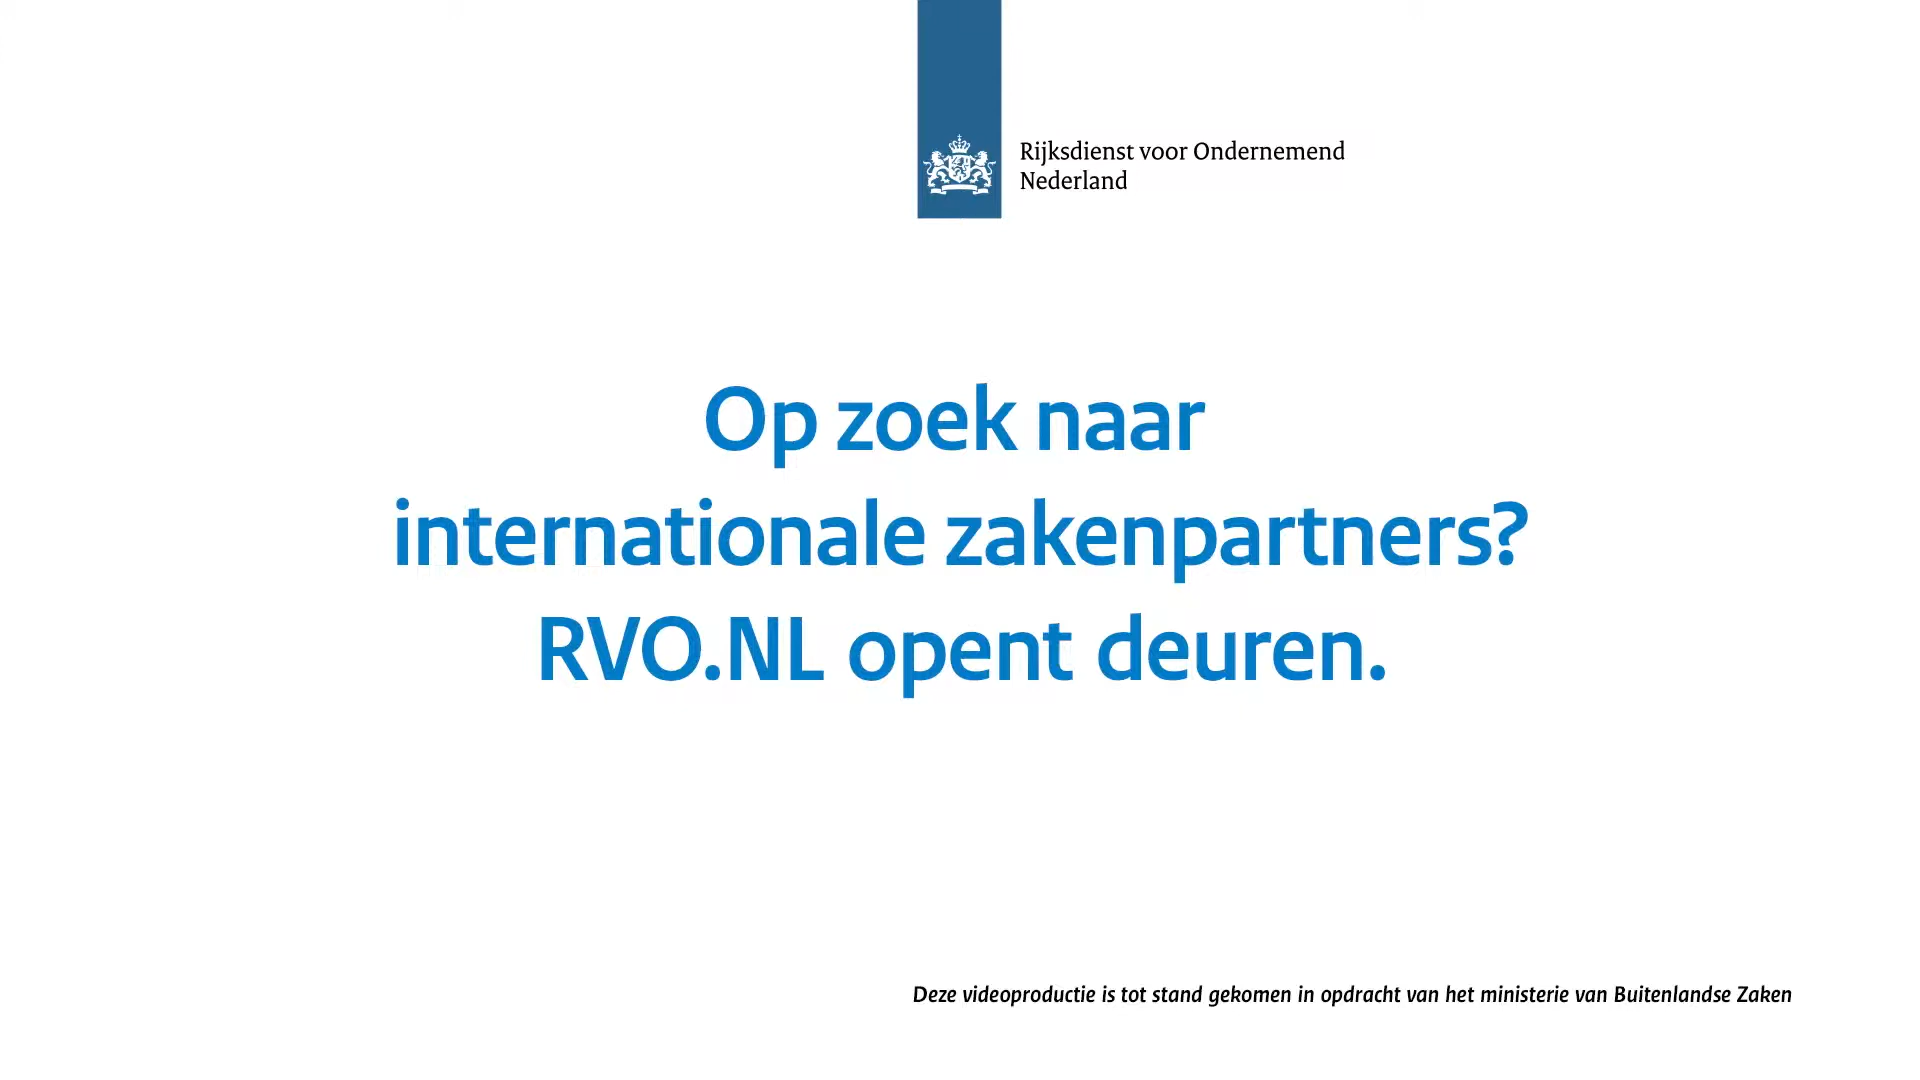 Rijksdienst voor Ondernemend
Nederland
Op zoek naar
internationale zakenpartners?
RVO.NL opent deuren.
Deze videoproductie is tot stand gekomen in opdracht van het ministerie van Buitenlandse Zaken